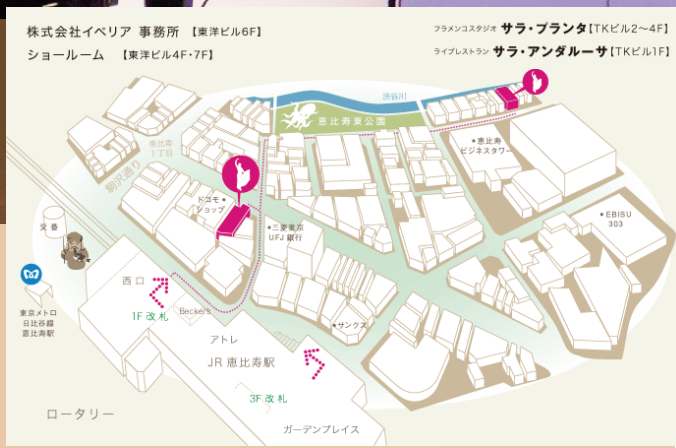 株式会社イベリア 事務所 【東洋ビル6F】
ショールーム 【東洋ビル4F・7F】
フラメンコスタジオ サラ・プランタ【TKビル2〜4F】
ライブレストラン サラ・アンダルーサ【TKビル1F】
渋谷川
恵比寿東公園
恵比寿
1丁目
駒沢通り
恵比寿
ビジネスタワー
ドコモ
ショップ
三菱東京
UFJ銀行
EBISU
303
交番
西口
東京メトロ
日比谷線
恵比寿駅
1F 改札
Beckers
アトレ
JR 恵比寿駅
サンクス
3F 改札
ロータリー
ガーデンプレイス